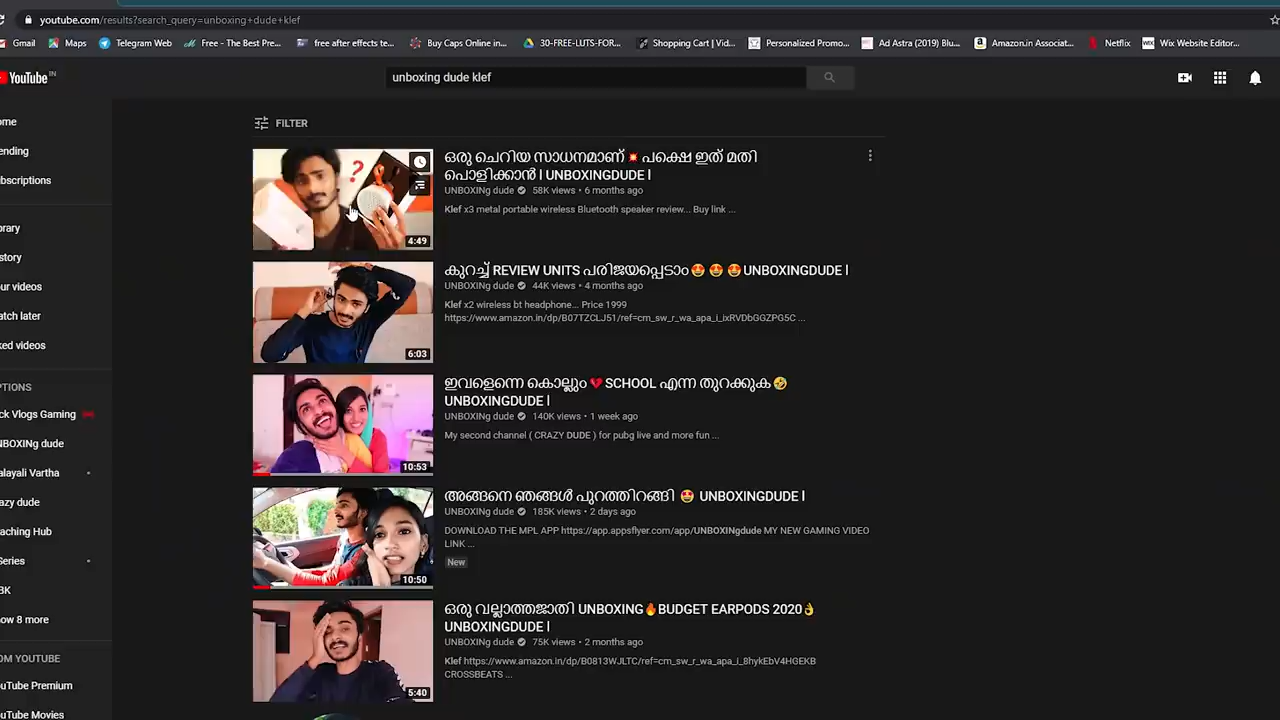 youtube.com/results?search_query=unboxing+dude+klef
Gmail Maps Telegram Web Free - The Best Pre... free after effects te... Buy Caps Online in... 30-FREE-LUTS-FOR... Shopping Cart | Vid... Personalized Promo... Ad Astra (2019) Blu... Amazon.in Associat... Netflix Wix Website Editor...
YouTube IN
unboxing dude klef
ome
ending
bscriptions
rary
story
ur videos
atch later
ked videos
PTIONS
ck Vlogs Gaming
NBOXINg dude
alayali Vartha
azy dude
aching Hub
Series
BK
ow 8 more
OM YOUTUBE
uTube Premium
uTube Movies
FILTER
?
4:49
ഒരു ചെറിയ സാധനമാണ്💥പക്ഷെ ഇത് മതി
പൊളിക്കാൻ l UNBOXINGDUDE l
UNBOXINg dude 58K views • 6 months ago
Klef x3 metal portable wireless Bluetooth speaker review... Buy link ...
6:03
കുറച്ച് REVIEW UNITS പരിജയപ്പെടാം😍😍😍UNBOXINGDUDE l
UNBOXINg dude 44K views • 4 months ago
Klef x2 wireless bt headphone... Price 1999
https://www.amazon.in/dp/B07TZCLJ51/ref=cm_sw_r_wa_apa_i_ixRVDbGGZPG5C ...
10:53
ഇവളെന്നെ കൊല്ലും💔SCHOOL എന്ന തുറക്കുക🤣
UNBOXINGDUDE l
UNBOXINg dude 140K views • 1 week ago
My second channel ( CRAZY DUDE ) for pubg live and more fun ...
10:50
അങ്ങനെ ഞങ്ങൾ പുറത്തിറങ്ങി 🤩 UNBOXINGDUDE l
UNBOXINg dude 185K views • 2 days ago
DOWNLOAD THE MPL APP https://app.appsflyer.com/app/UNBOXINgdude MY NEW GAMING VIDEO
LINK ...
New
5:40
ഒരു വല്ലാത്തജാതി UNBOXING🔥BUDGET EARPODS 2020👌
UNBOXINGDUDE l
UNBOXINg dude 75K views • 2 months ago
Klef https://www.amazon.in/dp/B0813WJLTC/ref=cm_sw_r_wa_apa_i_8hykEbV4HGEKB
CROSSBEATS ...